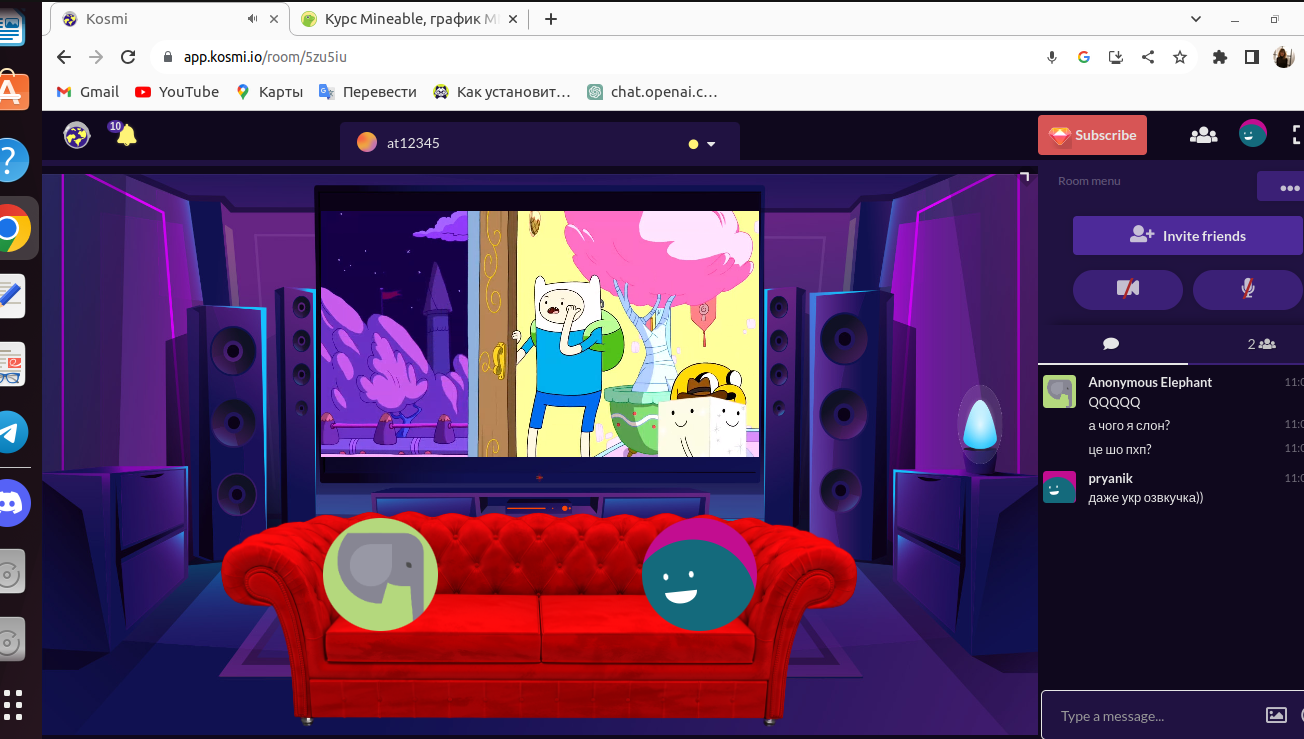 Kosmi
Курс Mineable, график M
app.kosmi.io/room/5zu5iu
Gmail
YouTube
Карты
Перевести
Как установит…
chat.openai.c…
10
at12345
Subscribe
Room menu
Invite friends
2
Anonymous Elephant
11:0
QQQQQ
а чого я слон?
11:0
це шо пхп?
11:0
pryanik
11:0
даже укр озвкучка))
Type a message...